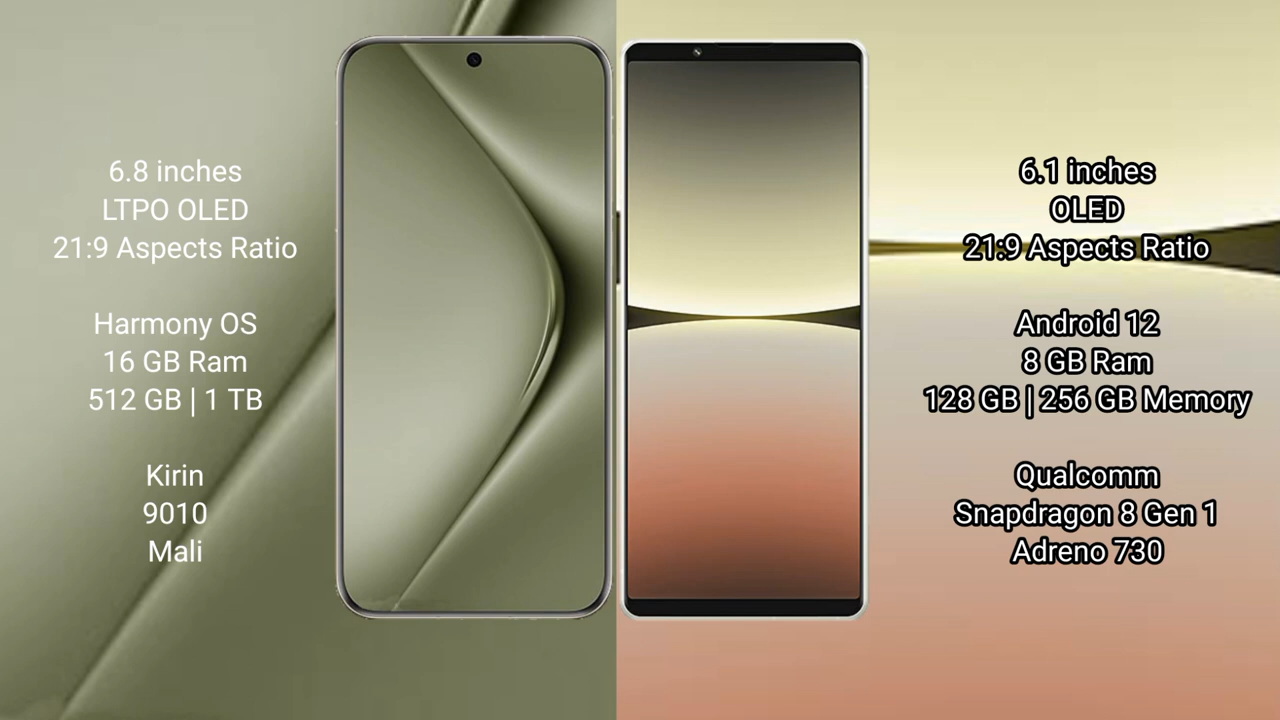 6.8 inches
LTPO OLED
21:9 Aspects Ratio
Harmony OS
16 GB Ram
512 GB | 1 TB
Kirin
9010
Mali
6.1 inches
OLED
21:9 Aspects Ratio
Android 12
8 GB Ram
128 GB | 256 GB Memory
Qualcomm
Snapdragon 8 Gen 1
Adreno 730